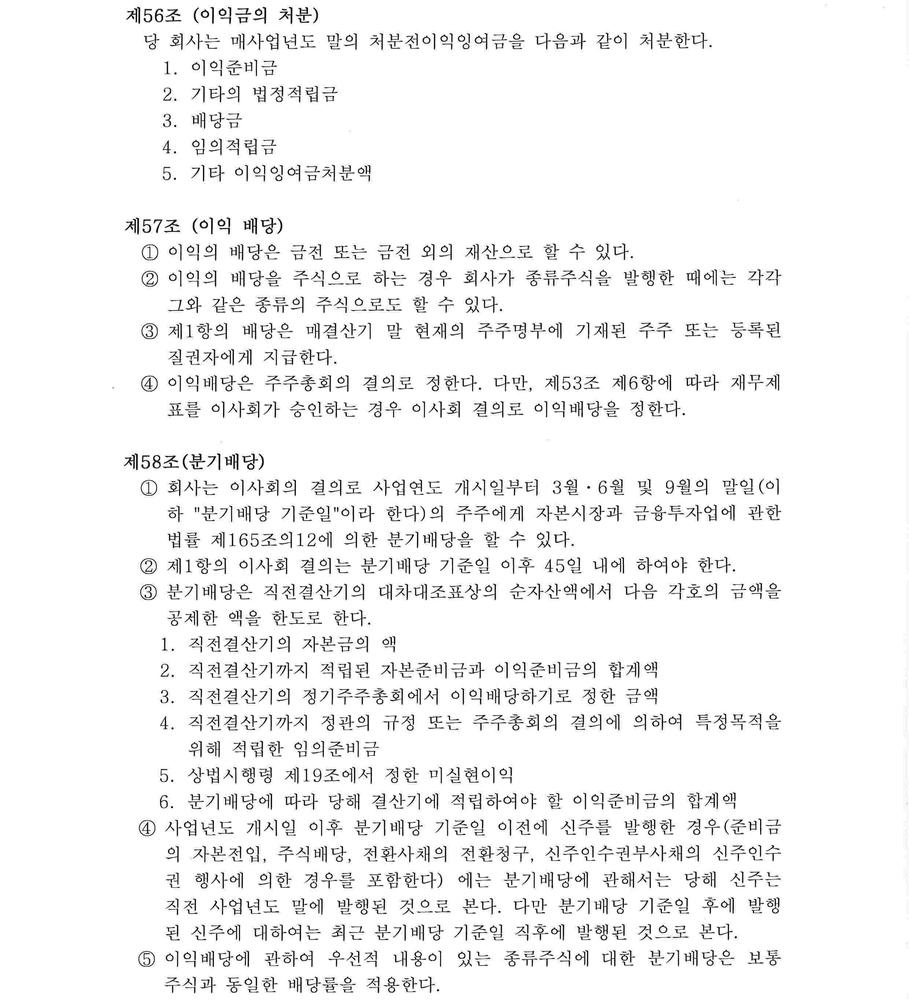 제56조 (이익금의 처분)
당 회사는 매사업년도 말의 처분전이익잉여금을 다음과 같이 처분한다.
1. 이익준비금
2. 기타의 법정적립금
3. 배당금
4. 임의적립금
5. 기타 이익잉여금처분액
제57조 (이익 배당)
① 이익의 배당은 금전 또는 금전 외의 재산으로 할 수 있다.
② 이익의 배당을 주식으로 하는 경우 회사가 종류주식을 발행한 때에는 각각
그와 같은 종류의 주식으로도 할 수 있다.
③ 제1항의 배당은 매결산기 말 현재의 주주명부에 기재된 주주 또는 등록된
질권자에게 지급한다.
④ 이익배당은 주주총회의 결의로 정한다. 다만, 제53조 제6항에 따라 재무제
표를 이사회가 승인하는 경우 이사회 결의로 이익배당을 정한다.
제58조(분기배당)
① 회사는 이사회의 결의로 사업연도 개시일부터 3월·6월 및 9월의 말일(이
하 "분기배당 기준일"이라 한다)의 주주에게 자본시장과 금융투자업에 관한
법률 제165조의12에 의한 분기배당을 할 수 있다.
② 제1항의 이사회 결의는 분기배당 기준일 이후 45일 내에 하여야 한다.
③ 분기배당은 직전결산기의 대차대조표상의 순자산액에서 다음 각호의 금액을
공제한 액을 한도로 한다.
1. 직전결산기의 자본금의 액
2. 직전결산기까지 적립된 자본준비금과 이익준비금의 합계액
3. 직전결산기의 정기주주총회에서 이익배당하기로 정한 금액
4. 직전결산기까지 정관의 규정 또는 주주총회의 결의에 의하여 특정목적을
위해 적립한 임의준비금
5. 상법시행령 제19조에서 정한 미실현이익
6. 분기배당에 따라 당해 결산기에 적립하여야 할 이익준비금의 합계액
④ 사업년도 개시일 이후 분기배당 기준일 이전에 신주를 발행한 경우(준비금
의 자본전입, 주식배당, 전환사채의 전환청구, 신주인수권부사채의 신주인수
권 행사에 의한 경우를 포함한다) 에는 분기배당에 관해서는 당해 신주는
직전 사업년도 말에 발행된 것으로 본다. 다만 분기배당 기준일 후에 발행
된 신주에 대하여는 최근 분기배당 기준일 직후에 발행된 것으로 본다.
⑤ 이익배당에 관하여 우선적 내용이 있는 종류주식에 대한 분기배당은 보통
주식과 동일한 배당률을 적용한다.